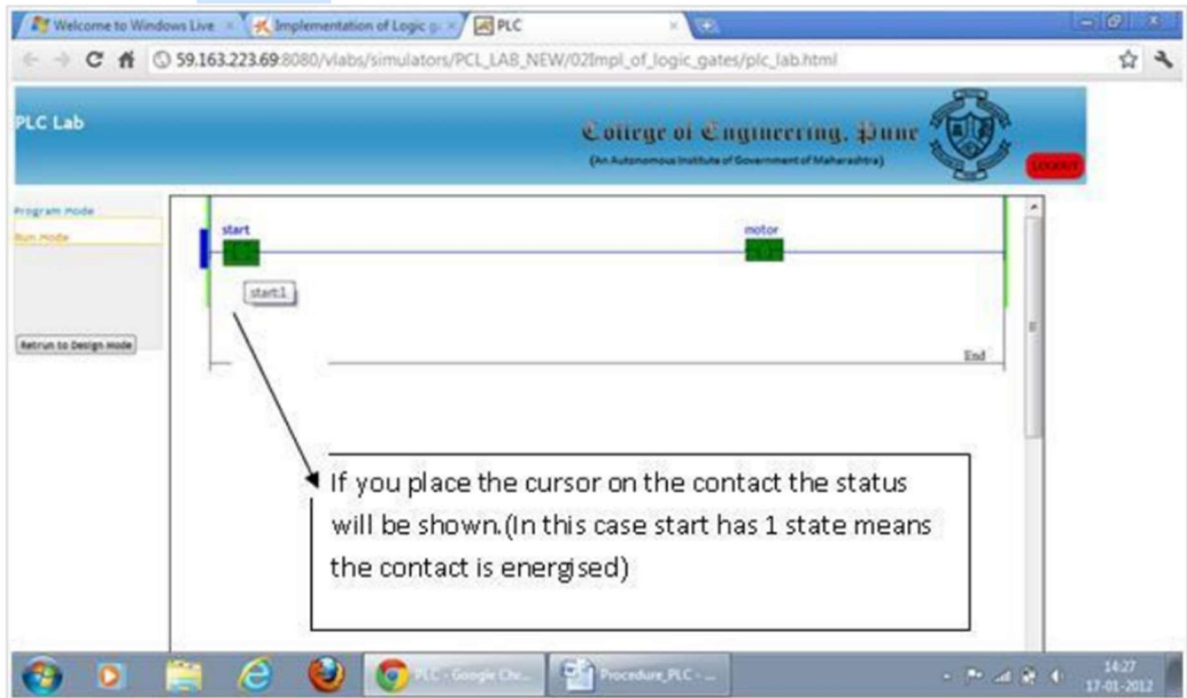 Welcome to Windows Live
Implementation of Logic g
PLC
59.163.223.69:8080/vlabs/simulators/PCL_LAB_NEW/02Impl_of_logic_gates/plc_lab.html
PLC Lab
College of Engineering, Pune
(An Autonomous Institute of Government of Maharashtra)
LOGOUT
Program Mode
Run Mode
start
motor
start:1
Retrun to Design Mode
End
If you place the cursor on the contact the status
will be shown.(In this case start has 1 state means
the contact is energised)
PLC - Google Chr...
Procedure_PLC - ...
14:27
17-01-2012